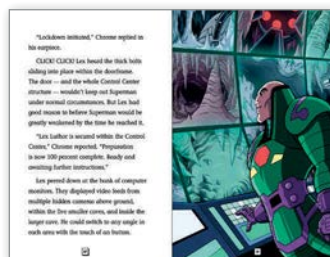 "Lockdown initiated," Chrome replied in
his earpiece.
CLICK! CLICK! Lex heard the thick bolts
sliding into place within the doorframe.
The door — and the whole Control Center
structure — wouldn't keep out Superman
under normal circumstances. But Lex had
good reason to believe Superman would be
greatly weakened by the time he reached it.
"Lex Luthor is secured within the Control
Center," Chrome reported. "Preparation
is now 100 percent complete. Ready and
awaiting further instructions."
Lex peered down at the bank of computer
monitors. They displayed video feeds from
multiple hidden cameras above ground,
within the five smaller caves, and inside the
larger cave. He could switch to any angle in
each area with the touch of a button.